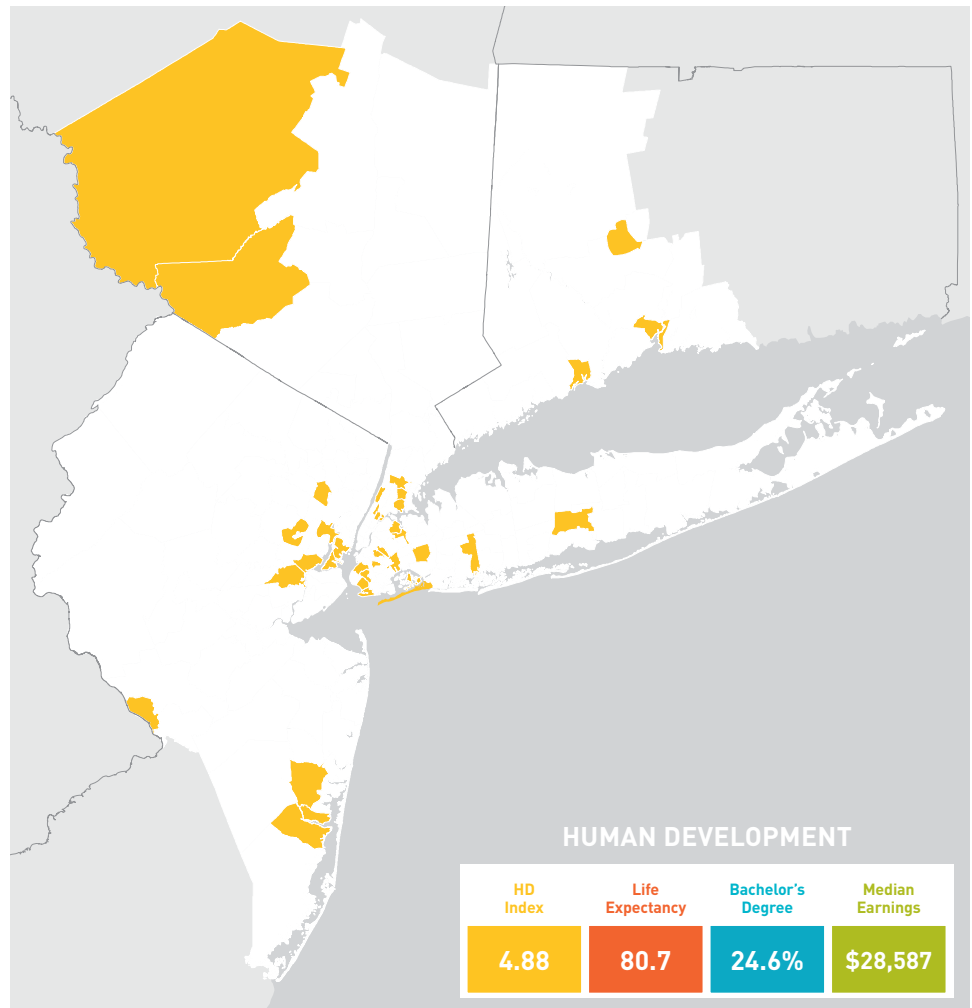 HUMAN DEVELOPMENT
HD
Index
Life
Expectancy
Bachelor's
Degree
Median
Earnings
4.88
80.7
24.6%
$28,587